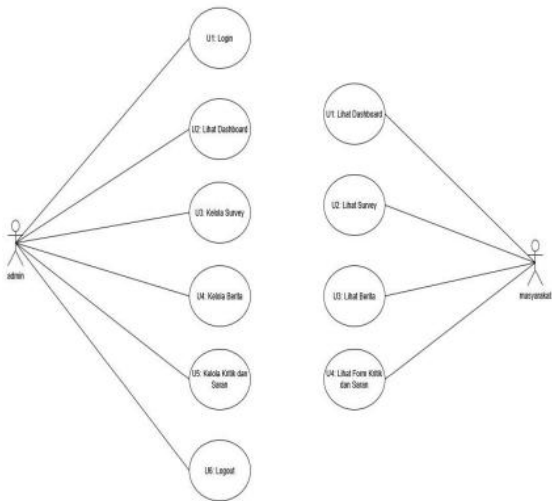 U1: Login
U2: Lihat Dashboard
U3: Kelola Survey
U4: Kelola Berita
U5: Kelola Kritik dan
Saran
U6: Logout
admin
U1: Lihat Dashboard
U2: Lihat Survey
U3: Lihat Berita
U4: Lihat Form Kritik
dan Saran
masyarakat